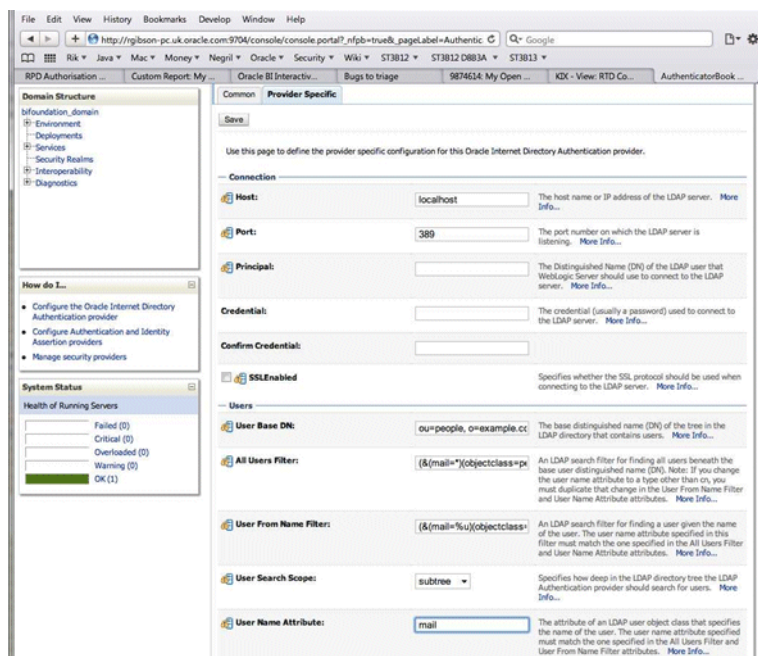 File Edit View History Bookmarks Develop Window Help
http://rgibson-pc.uk.oracle.com:9704/console/console.portal?_nfpb=true&_pageLabel=Authentic
Google
Rik Java Mac Money Negril Oracle Security Wiki ST3B12 ST3B12 D8B3A ST3B13
RPD Authorisation ... Custom Report: My ... Oracle BI Interactiv... Bugs to triage 9874614: My Open ... KIX - View: RTD Co... AuthenticatorBook ...
Domain Structure
bifoundation_domain
Environment
Deployments
Services
Security Realms
Interoperability
Diagnostics
How do I...
Configure the Oracle Internet Directory
Authentication provider
Configure Authentication and Identity
Assertion providers
Manage security providers
System Status
Health of Running Servers
Failed (0)
Critical (0)
Overloaded (0)
Warning (0)
OK (1)
Common Provider Specific
Save
Use this page to define the provider specific configuration for this Oracle Internet Directory Authentication provider.
Connection
Host: localhost The host name or IP address of the LDAP server. More
Info...
Port: 389 The port number on which the LDAP server is
listening. More Info...
Principal: The Distinguished Name (DN) of the LDAP user that
WebLogic Server should use to connect to the LDAP
server. More Info...
Credential: The credential (usually a password) used to connect to
the LDAP server. More Info...
Confirm Credential:
SSLEnabled Specifies whether the SSL protocol should be used when
connecting to the LDAP server. More Info...
Users
User Base DN: ou=people, o=example.cc The base distinguished name (DN) of the tree in the
LDAP directory that contains users. More Info...
All Users Filter: (&(mail=*)(objectclass=pe An LDAP search filter for finding all users beneath the
base user distinguished name (DN). Note: If you change
the user name attribute to a type other than cn, you
must duplicate that change in the User From Name Filter
and User Name Attribute attributes. More Info...
User From Name Filter: (&(mail=%u)(objectclass= An LDAP search filter for finding a user given the name
of the user. The user name attribute specified in this
filter must match the one specified in the All Users Filter
and User Name Attribute attributes. More Info...
User Search Scope: subtree Specifies how deep in the LDAP directory tree the LDAP
Authentication provider should search for users. More
Info...
User Name Attribute: mail The attribute of an LDAP user object class that specifies
the name of the user. The user name attribute specified
must match the one specified in the All Users Filter and
User From Name Filter attributes. More Info...